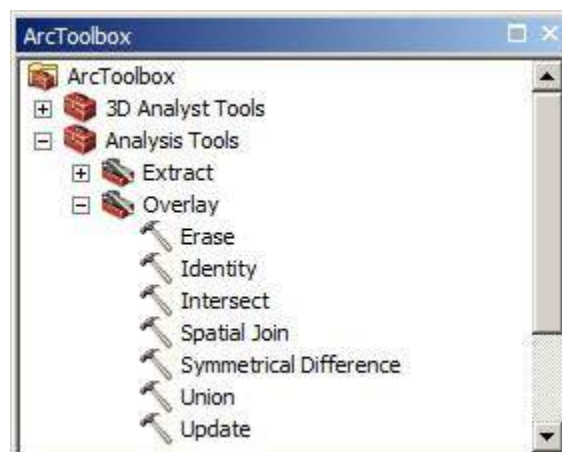 ArcToolbox
ArcToolbox
3D Analyst Tools
Analysis Tools
Extract
Overlay
Erase
Identity
Intersect
Spatial Join
Symmetrical Difference
Union
Update